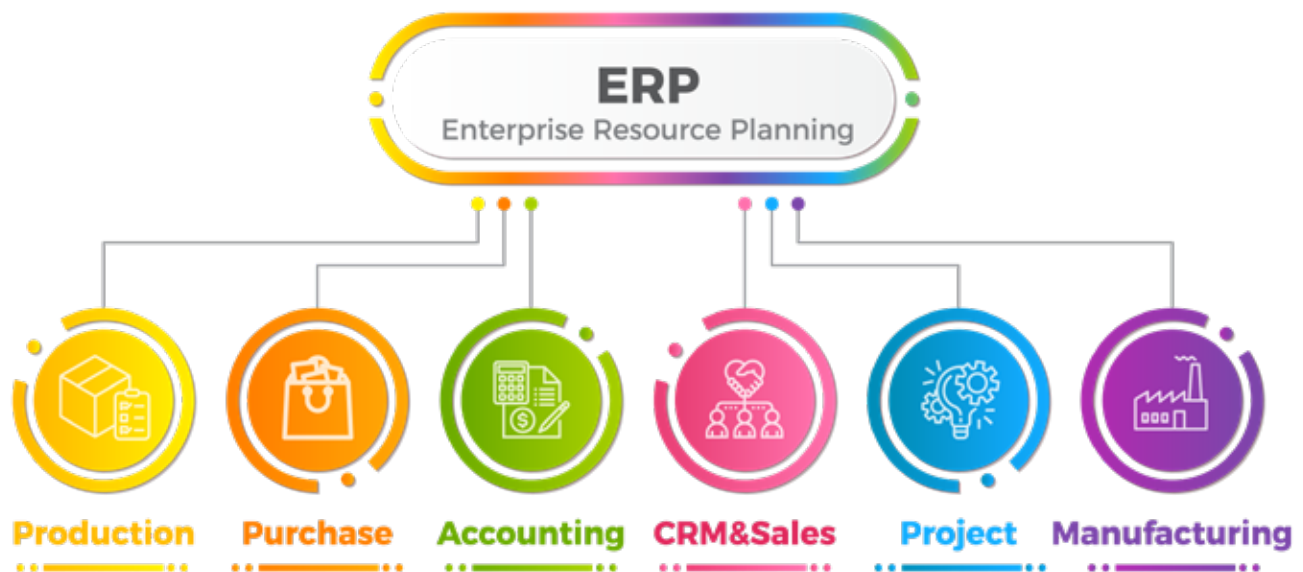 ERP
Enterprise Resource Planning
Production
Purchase
Accounting
CRM&Sales
Project
Manufacturing